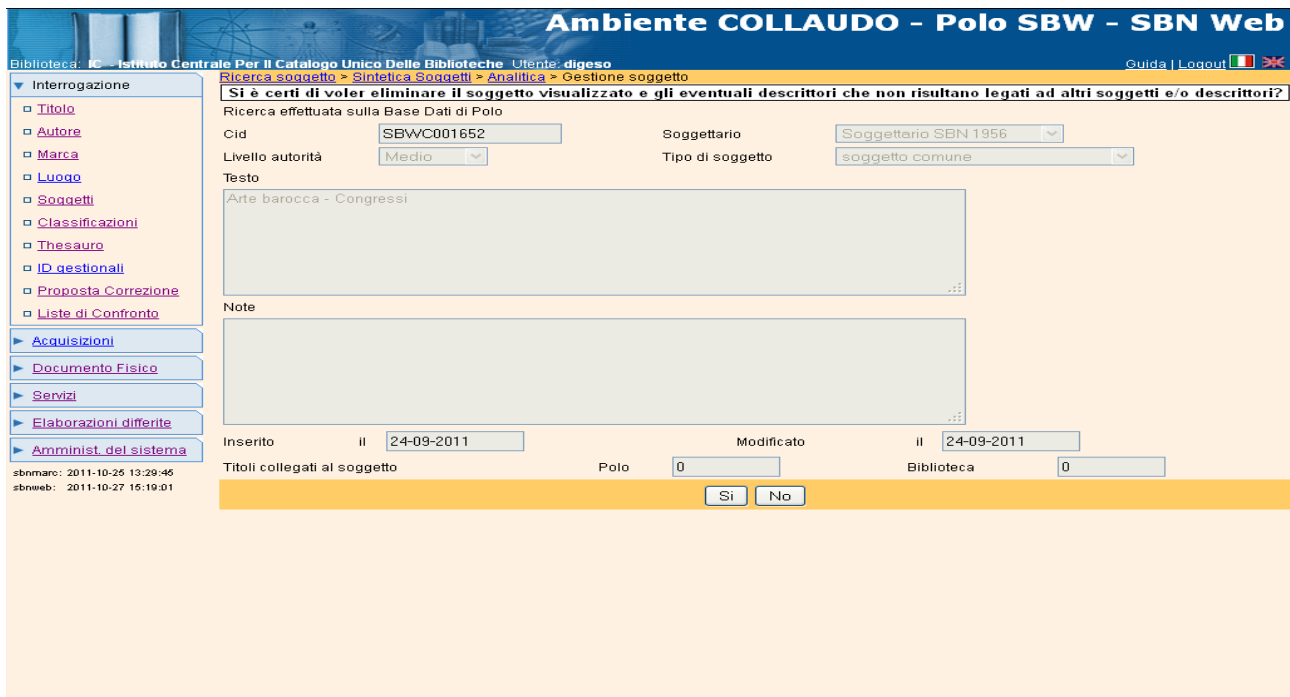 Ambiente COLLAUDO - Polo SBW - SBN Web
Biblioteca: IC - Istituto Centrale Per Il Catalogo Unico Delle Biblioteche Utente: digeso
Guida | Logout
Ricerca soggetto > Sintetica Soggetti > Analitica > Gestione soggetto
Si è certi di voler eliminare il soggetto visualizzato e gli eventuali descrittori che non risultano legati ad altri soggetti e/o descrittori?
Interrogazione
Titolo
Autore
Marca
Luogo
Soggetti
Classificazioni
Thesauro
ID gestionali
Proposta Correzione
Liste di Confronto
Acquisizioni
Documento Fisico
Servizi
Elaborazioni differite
Amminist. del sistema
sbnmarc: 2011-10-25 13:29:45
sbnweb: 2011-10-27 15:19:01
Ricerca effettuata sulla Base Dati di Polo
Cid SBWC001652 Soggettario Soggettario SBN 1956
Livello autorità Medio Tipo di soggetto soggetto comune
Testo
Arte barocca - Congressi
Note
Inserito il 24-09-2011 Modificato il 24-09-2011
Titoli collegati al soggetto Polo 0 Biblioteca 0
Si No